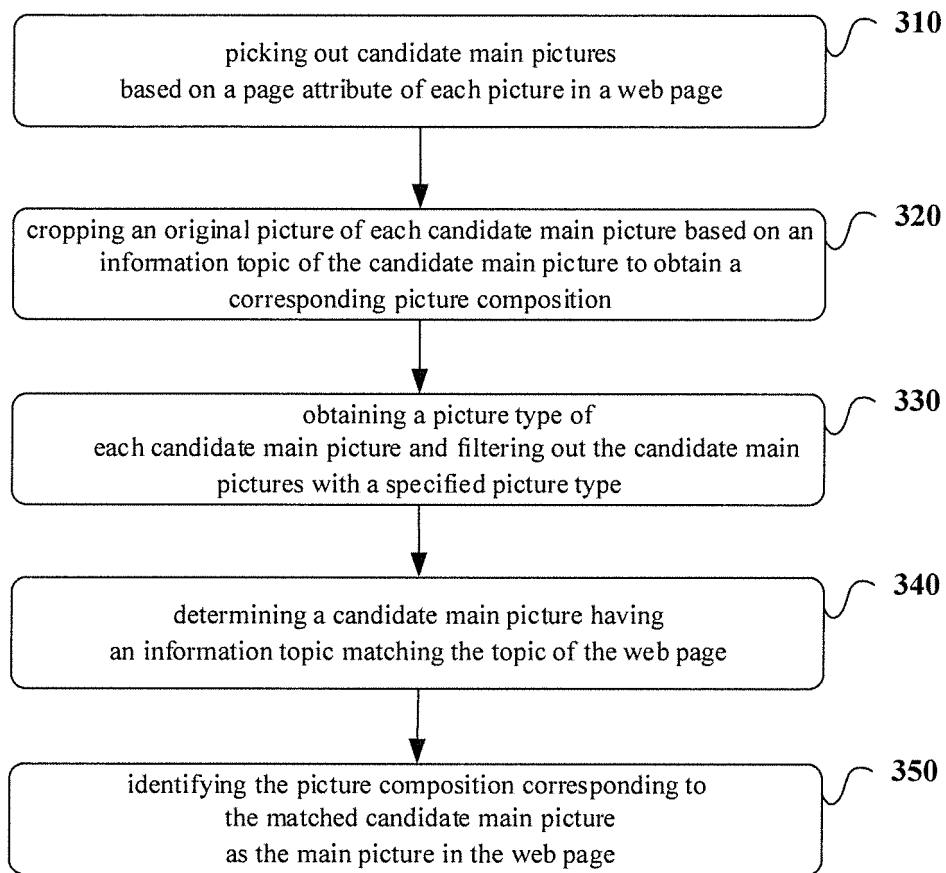 310
picking out candidate main pictures
based on a page attribute of each picture in a web page
320
cropping an original picture of each candidate main picture based on an
information topic of the candidate main picture to obtain a
corresponding picture composition
330
obtaining a picture type of
each candidate main picture and filtering out the candidate main
pictures with a specified picture type
340
determining a candidate main picture having
an information topic matching the topic of the web page
350
identifying the picture composition corresponding to
the matched candidate main picture
as the main picture in the web page